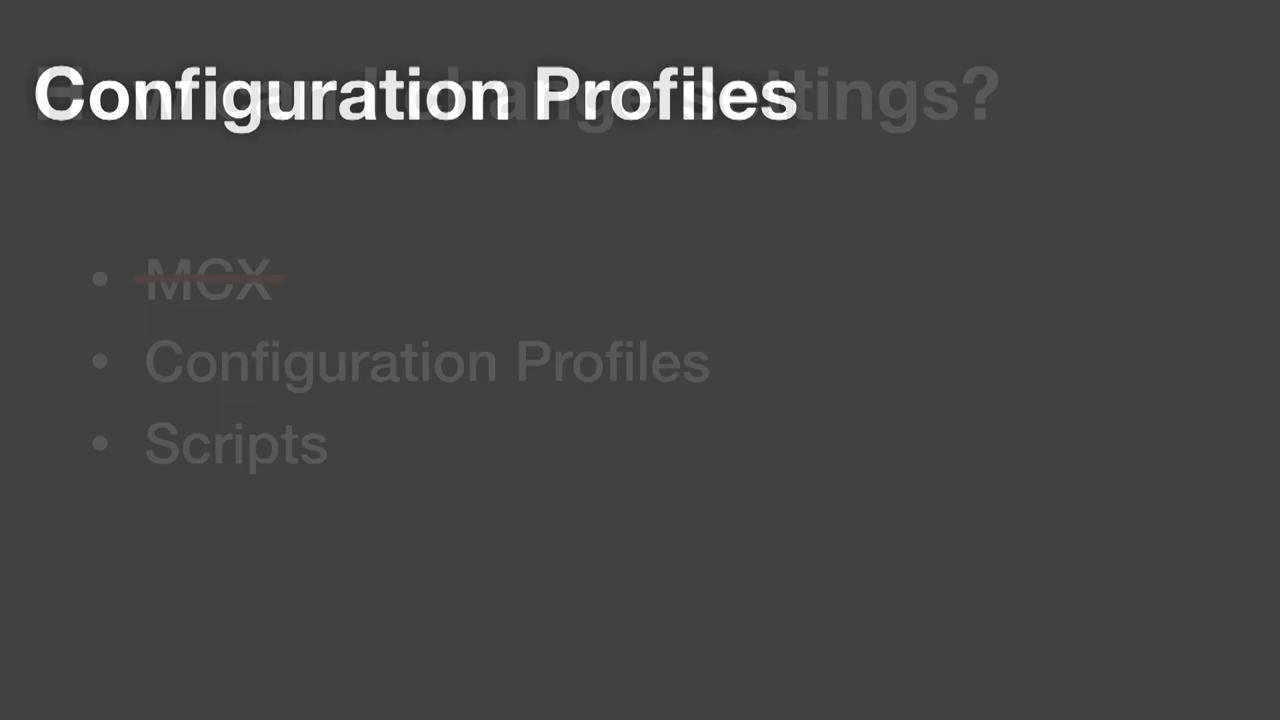 Configuration Profiles
• MCX
• Configuration Profiles
• Scripts